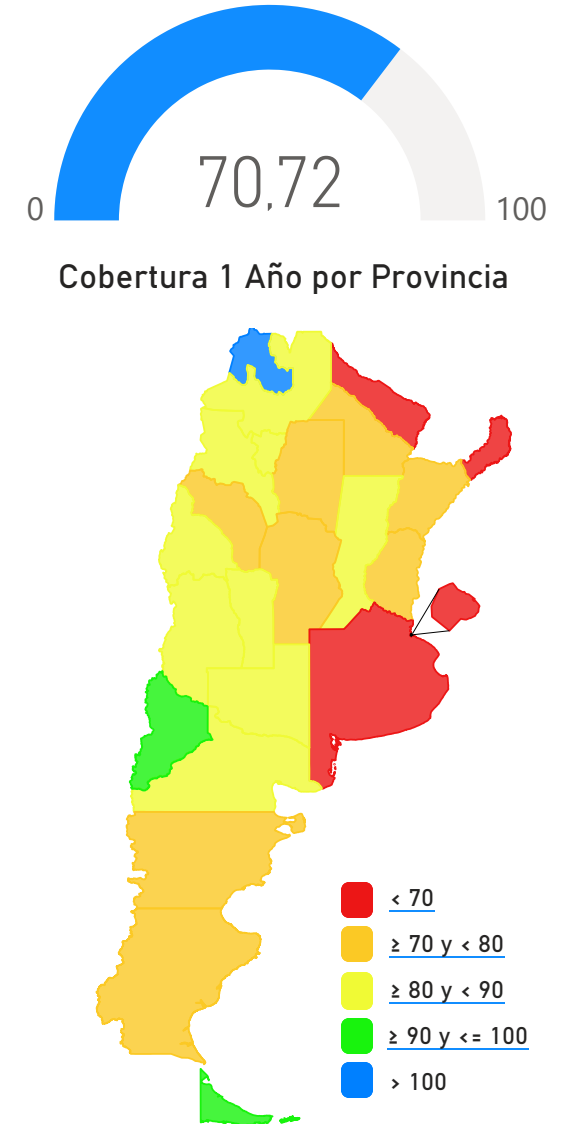 70,72
0
100
Cobertura 1 Año por Provincia
< 70
≥ 70 y < 80
≥ 80 y < 90
≥ 90 y <= 100
> 100